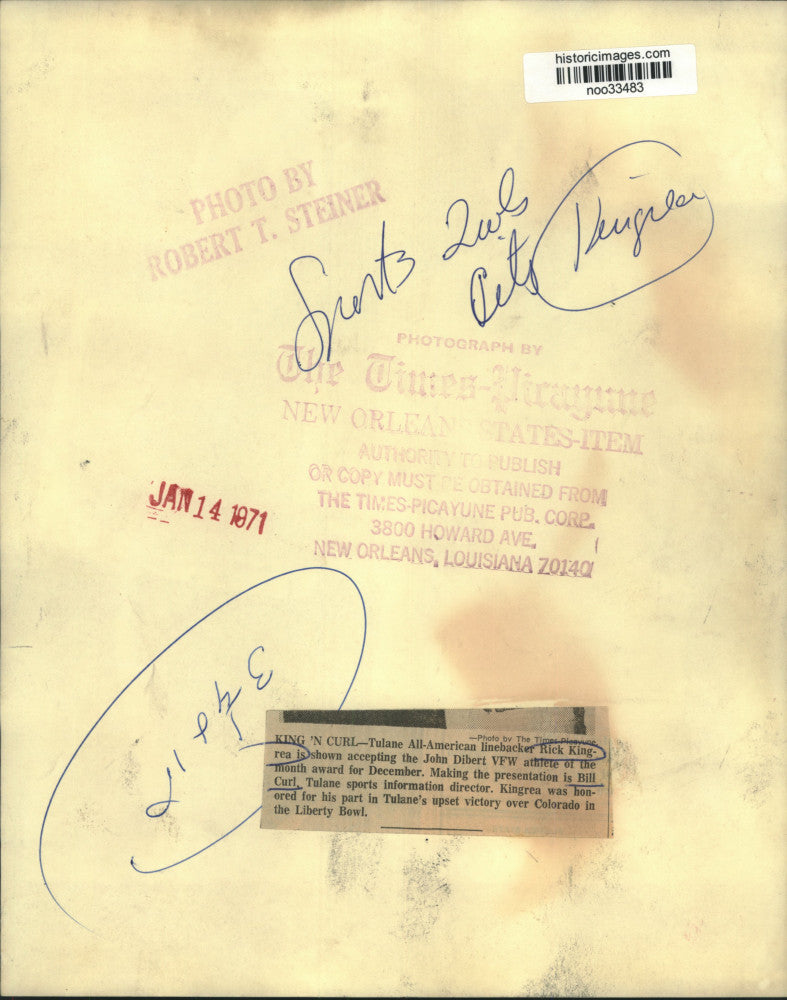 historicimages.com
noo33483
PHOTO BY
ROBERT T. STEINER
Sports
Kingrea
PHOTOGRAPH BY
The Times-Picayune
NEW ORLEANS STATES-ITEM
AUTHORITY TO PUBLISH
OR COPY MUST BE OBTAINED FROM
THE TIMES-PICAYUNE PUB. CORP.
3800 HOWARD AVE.
NEW ORLEANS, LOUISIANA 70140
JAN 14 1971
—Photo by The Times-Picayune
KING 'N CURL—Tulane All-American linebacker Rick King-
rea is shown accepting the John Dibert VFW athlete of the
month award for December. Making the presentation is Bill
Curl, Tulane sports information director. Kingrea was hon-
ored for his part in Tulane's upset victory over Colorado in
the Liberty Bowl.